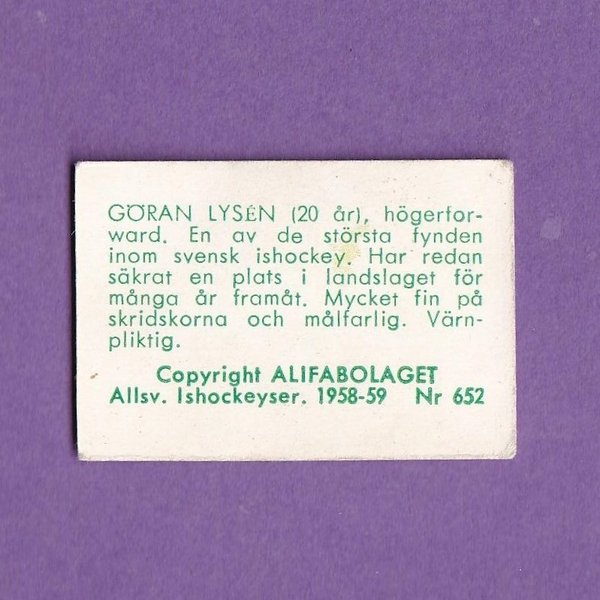 GÖRAN LYSÉN (20 år), högerfor-
ward. En av de största fynden
inom svensk ishockey. Har redan
säkrat en plats i landslaget för
många år framåt. Mycket fin på
skridskorna och målfarlig. Värn-
pliktig.
Copyright ALIFABOLAGET
Allsv. Ishockeyser. 1958-59 Nr 652